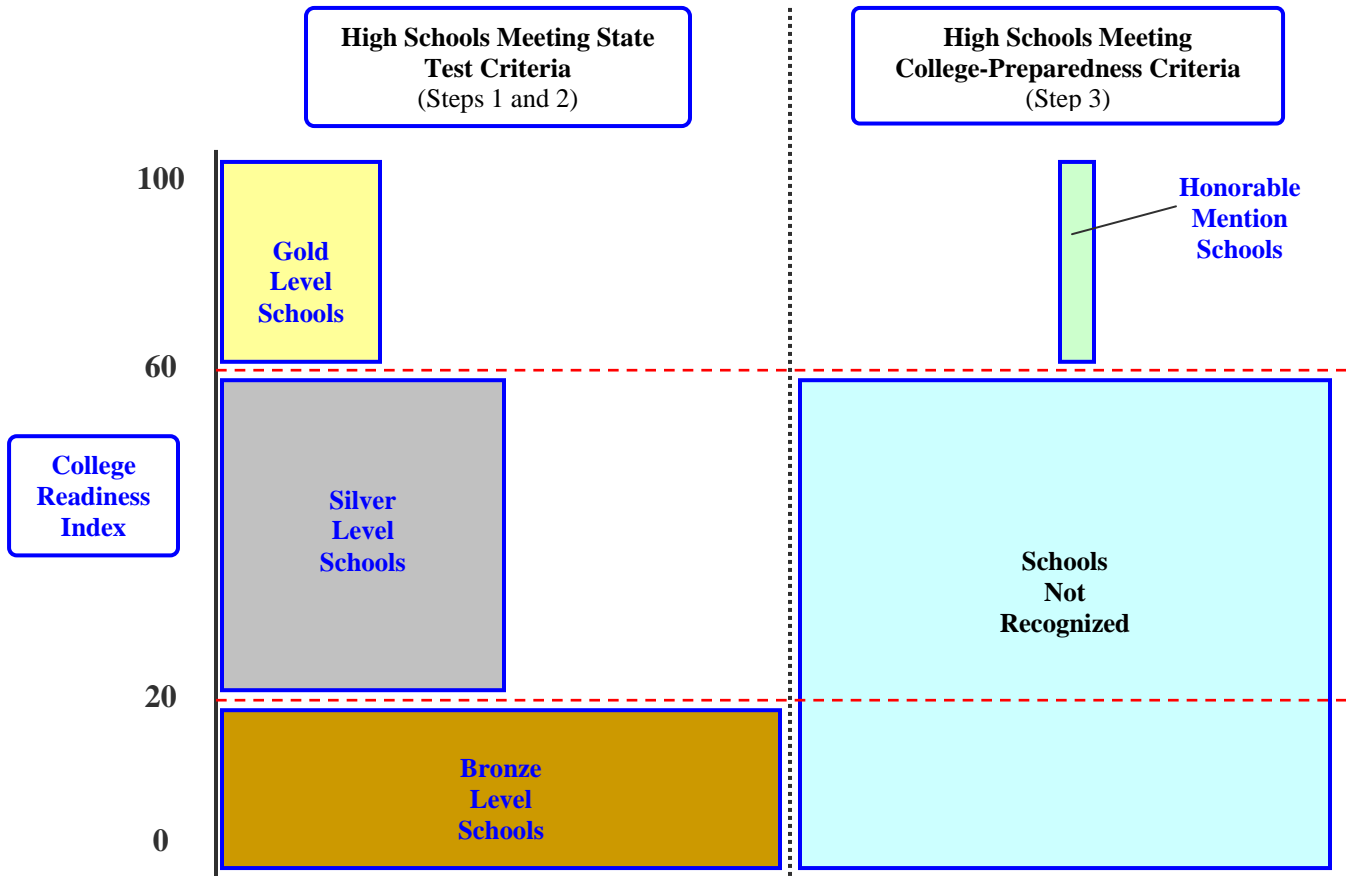 High Schools Meeting State
Test Criteria
(Steps 1 and 2)
High Schools Meeting
College-Preparedness Criteria
(Step 3)
100
Gold
Level
Schools
Honorable
Mention
Schools
60
College
Readiness
Index
Silver
Level
Schools
Schools
Not
Recognized
20
Bronze
Level
Schools
0